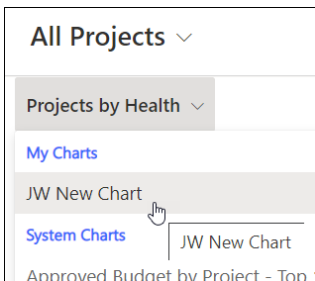 All Projects
Projects by Health
My Charts
JW New Chart
System Charts
JW New Chart
Approved Budget by Project - Top